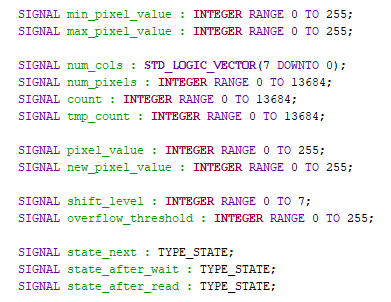 SIGNAL min_pixel_value : INTEGER RANGE 0 TO 255;
SIGNAL max_pixel_value : INTEGER RANGE 0 TO 255;
SIGNAL num_cols : STD_LOGIC_VECTOR(7 DOWNTO 0);
SIGNAL num_pixels : INTEGER RANGE 0 TO 13684;
SIGNAL count : INTEGER RANGE 0 TO 13684;
SIGNAL tmp_count : INTEGER RANGE 0 TO 13684;
SIGNAL pixel_value : INTEGER RANGE 0 TO 255;
SIGNAL new_pixel_value : INTEGER RANGE 0 TO 255;
SIGNAL shift_level : INTEGER RANGE 0 TO 7;
SIGNAL overflow_threshold : INTEGER RANGE 0 TO 255;
SIGNAL state_next : TYPE_STATE;
SIGNAL state_after_wait : TYPE_STATE;
SIGNAL state_after_read : TYPE_STATE;